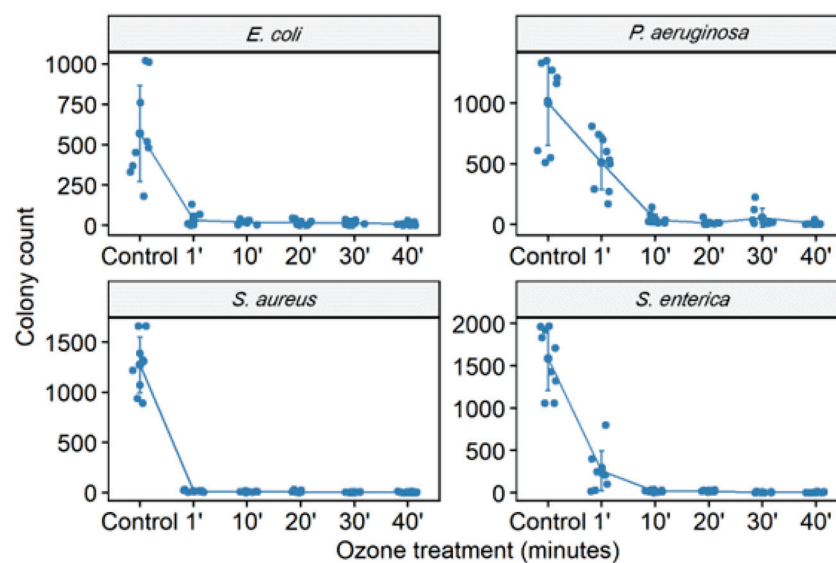 E. coli
P. aeruginosa
1000
750
500
250
0
1000
500
0
Control 1' 10' 20' 30' 40'
Control 1' 10' 20' 30' 40'
Colony count
S. aureus
S. enterica
1500
1000
500
0
2000
1500
1000
500
0
Control 1' 10' 20' 30' 40'
Control 1' 10' 20' 30' 40'
Ozone treatment (minutes)